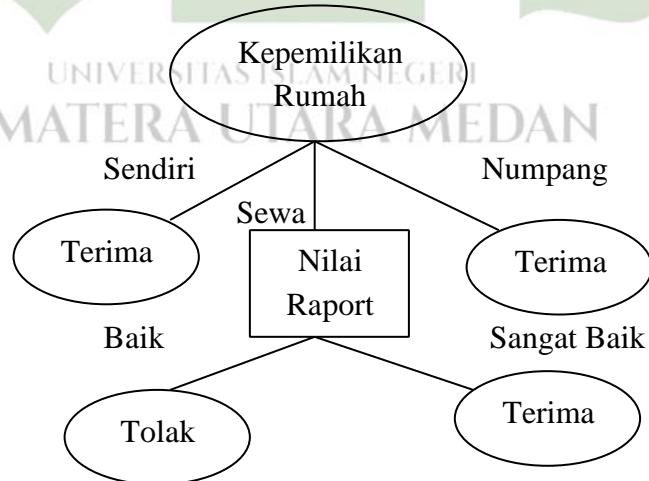 Kepemilikan
Rumah
UNIVERSITAS ISLAM NEGERI
MATERA UTARA MEDAN
Sendiri
Numpang
Sewa
Terima
Nilai
Raport
Terima
Baik
Sangat Baik
Tolak
Terima